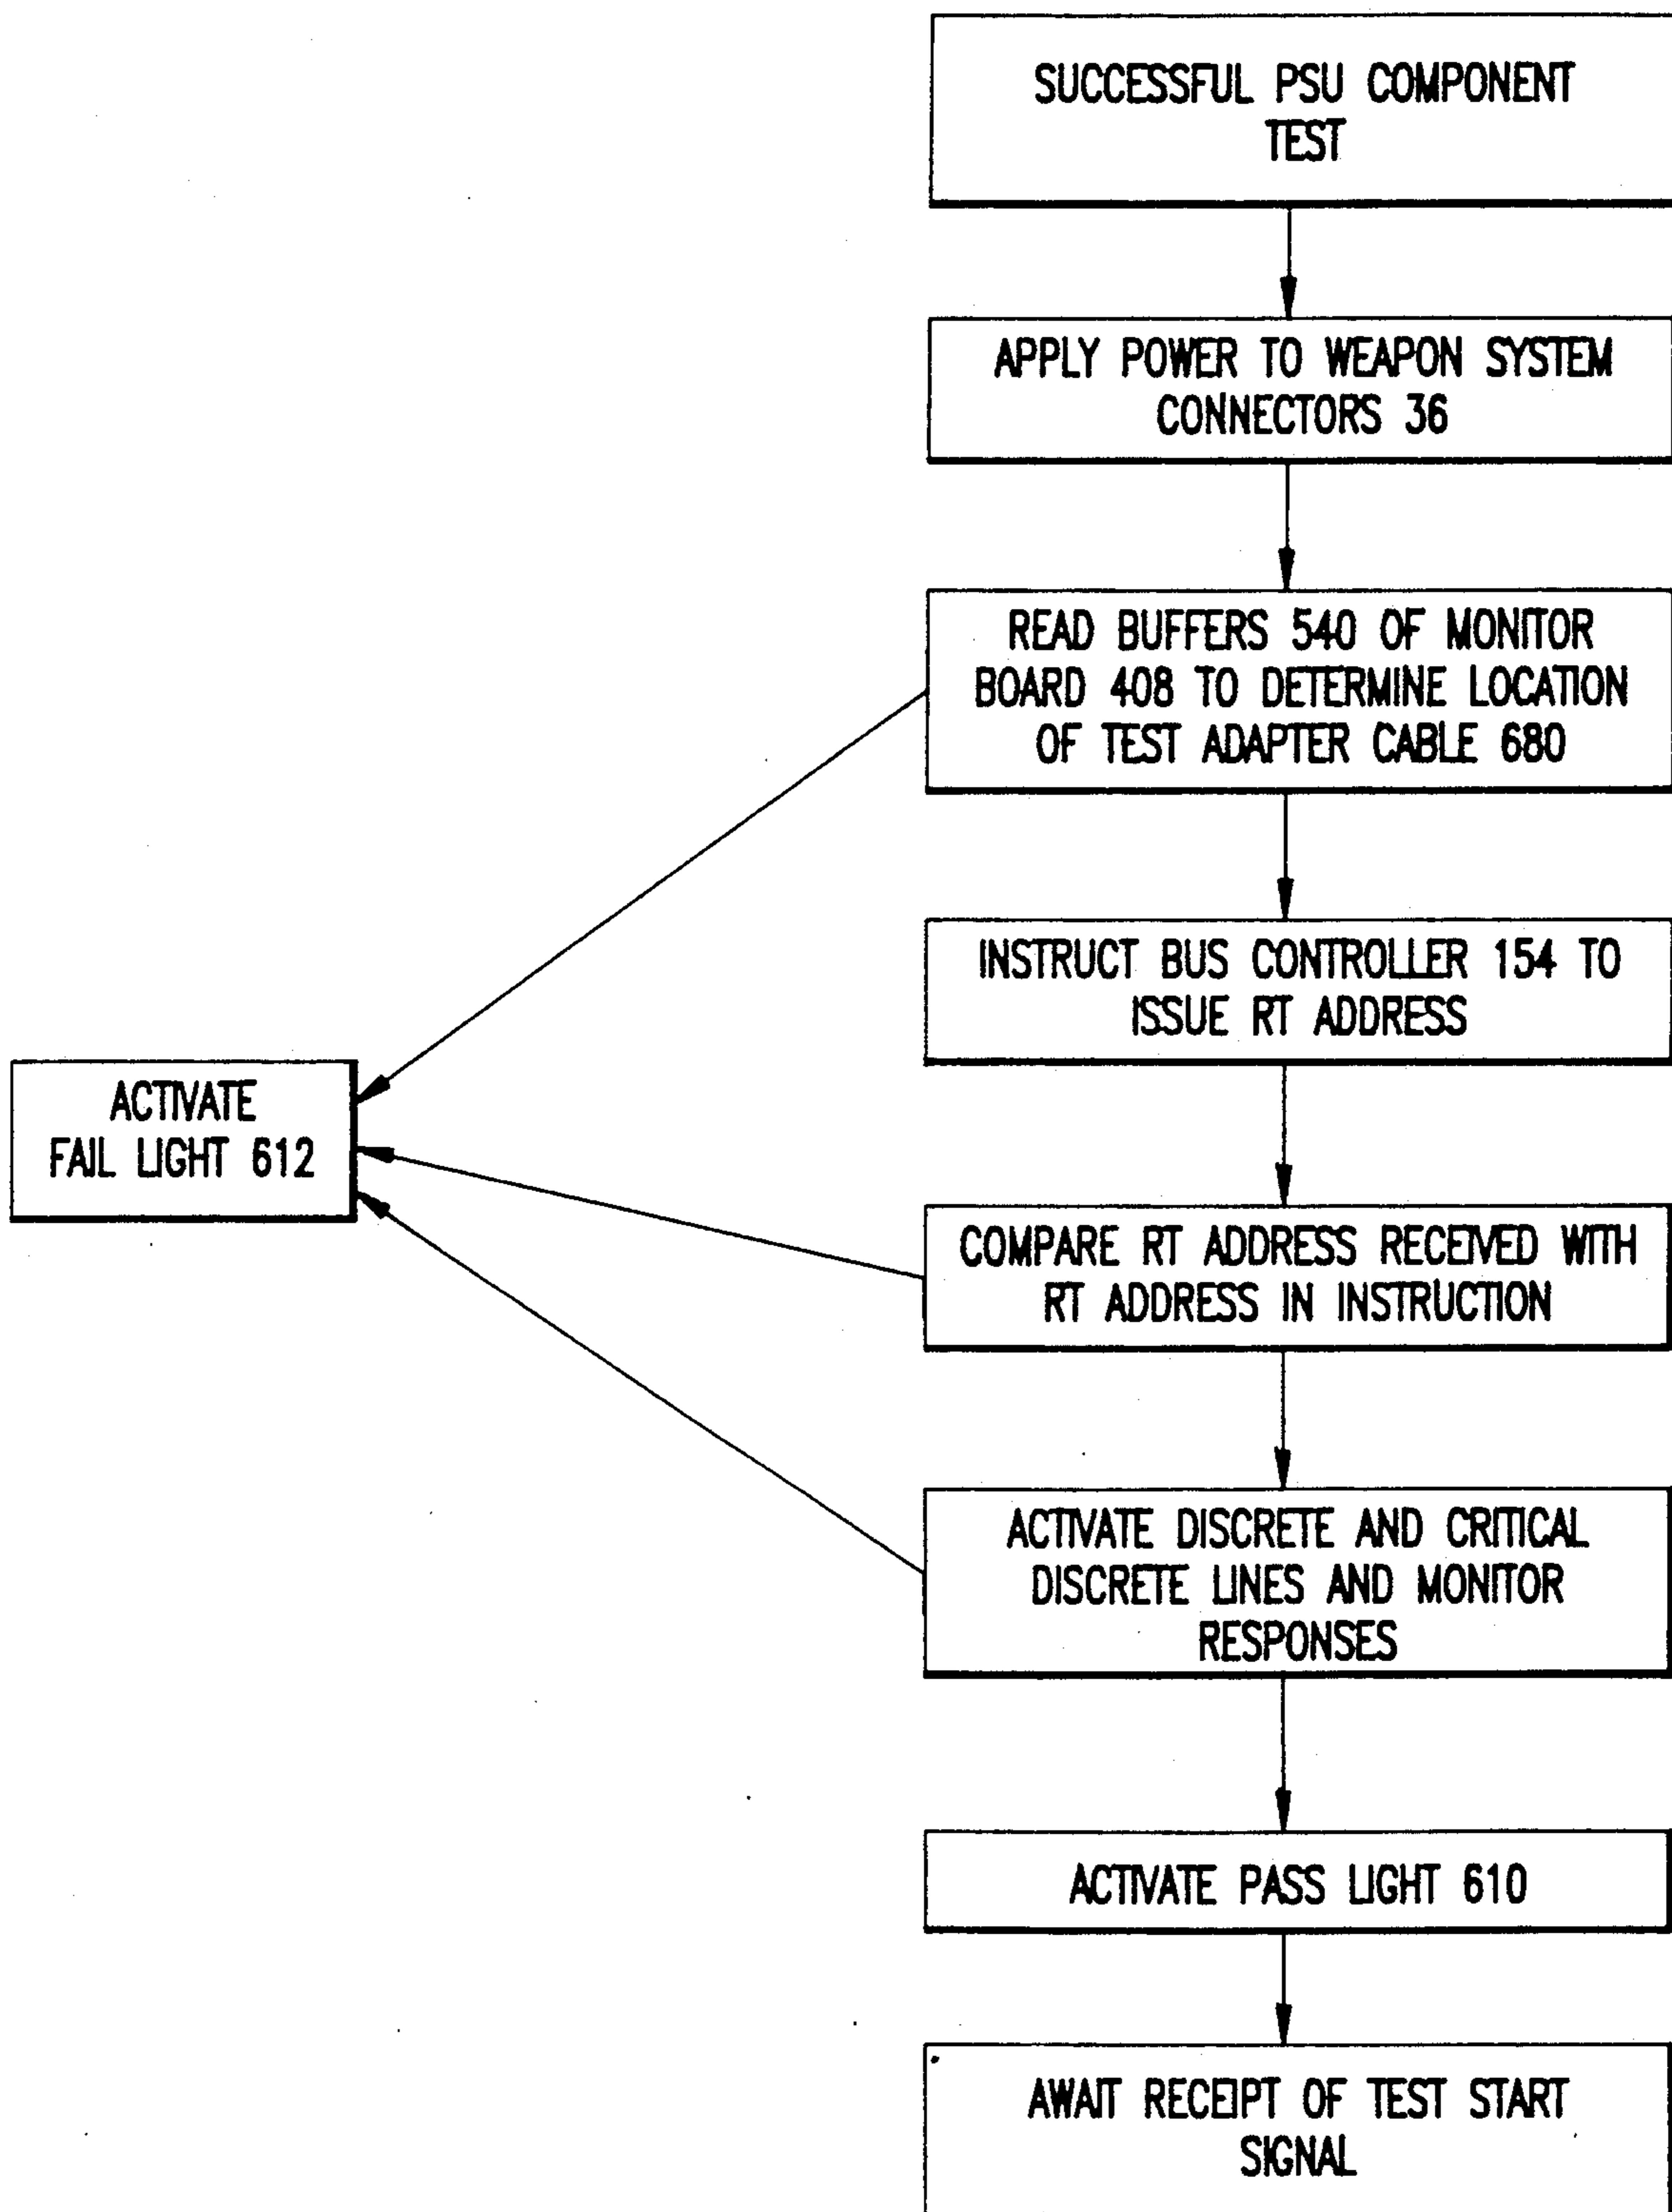 SUCCESSFUL PSU COMPONENT
TEST
APPLY POWER TO WEAPON SYSTEM
CONNECTORS 36
READ BUFFERS 540 OF MONITOR
BOARD 408 TO DETERMINE LOCATION
OF TEST ADAPTER CABLE 680
INSTRUCT BUS CONTROLLER 154 TO
ISSUE RT ADDRESS
ACTIVATE
FAIL LIGHT 612
COMPARE RT ADDRESS RECEIVED WITH
RT ADDRESS IN INSTRUCTION
ACTIVATE DISCRETE AND CRITICAL
DISCRETE LINES AND MONITOR
RESPONSES
ACTIVATE PASS LIGHT 610
AWAIT RECEIPT OF TEST START
SIGNAL